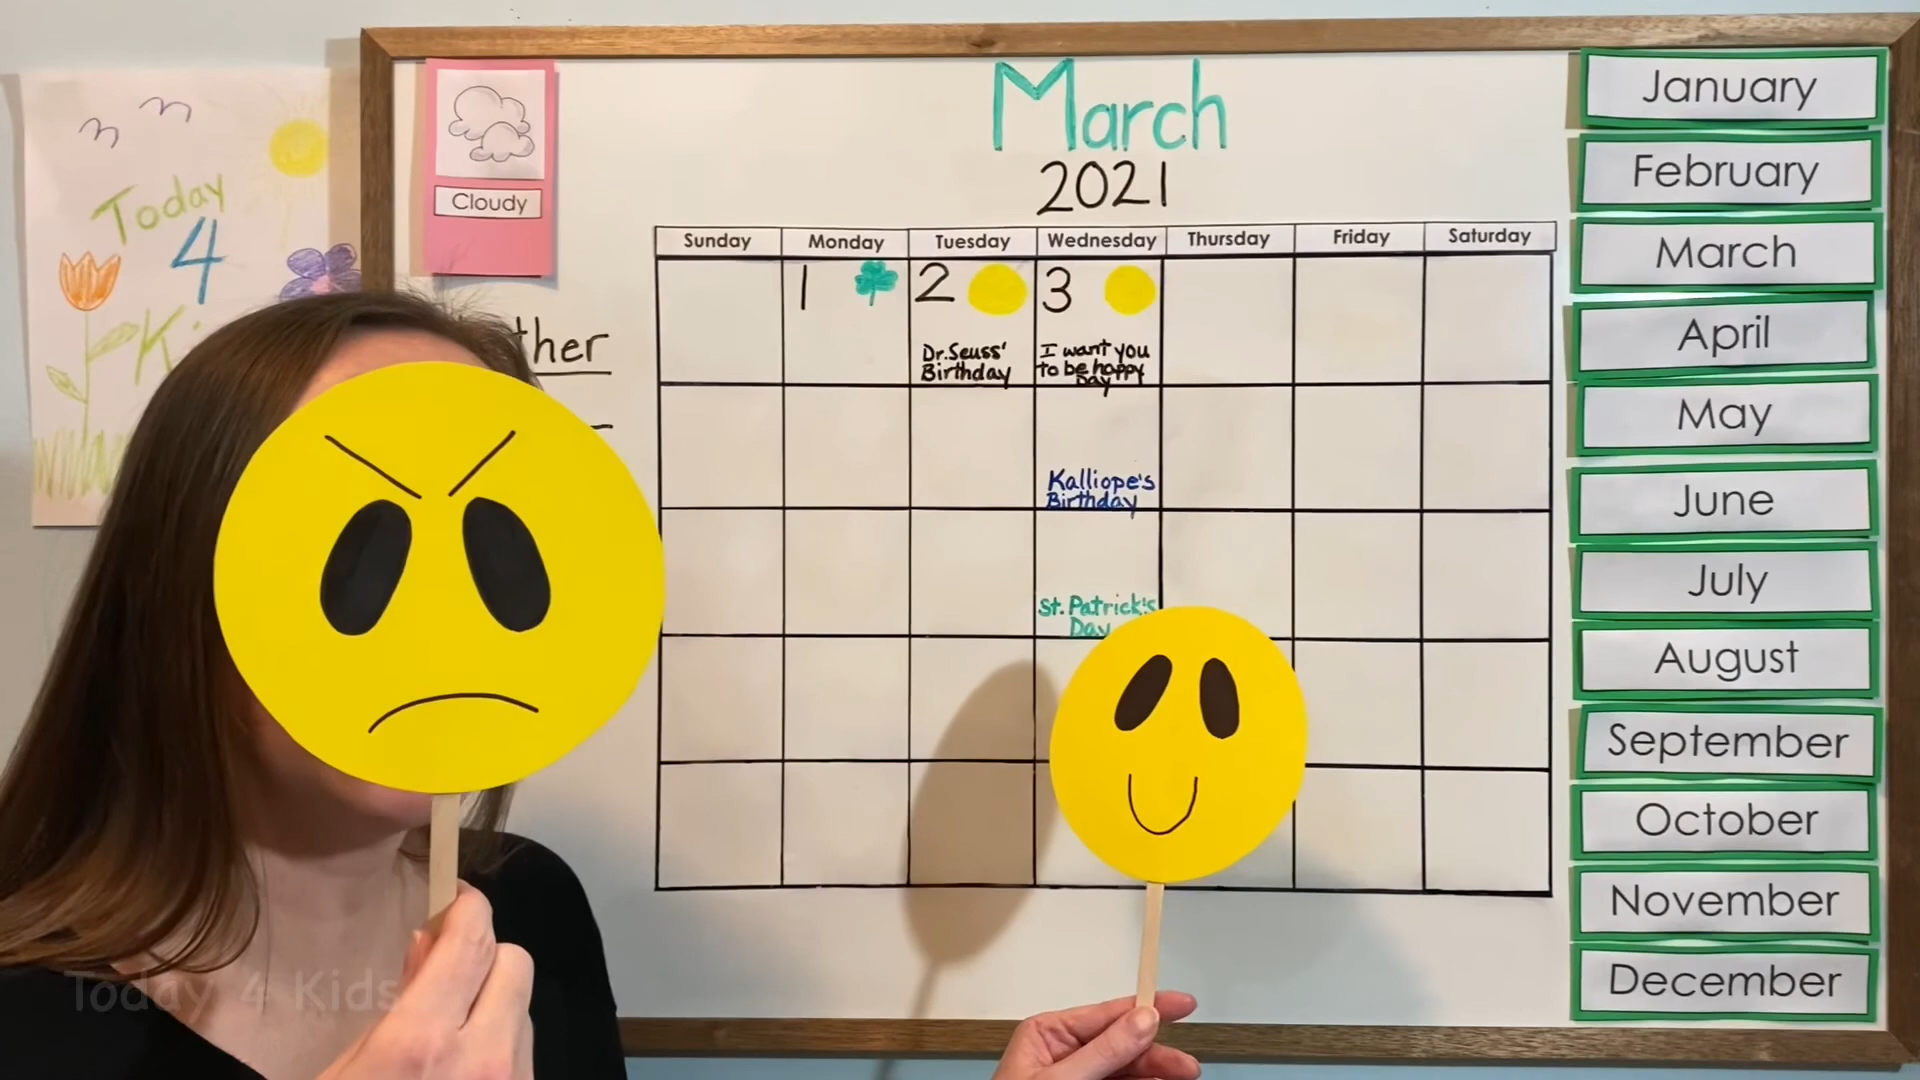 Today
4
Ki
Cloudy
ther
March
2021
Sunday Monday Tuesday Wednesday Thursday Friday Saturday
1 2 3
Dr. Seuss'
Birthday
I want you
to be happy
Day
Kalliope's
Birthday
St. Patrick's
Day
January
February
March
April
May
June
July
August
September
October
November
December
Today 4 Kids